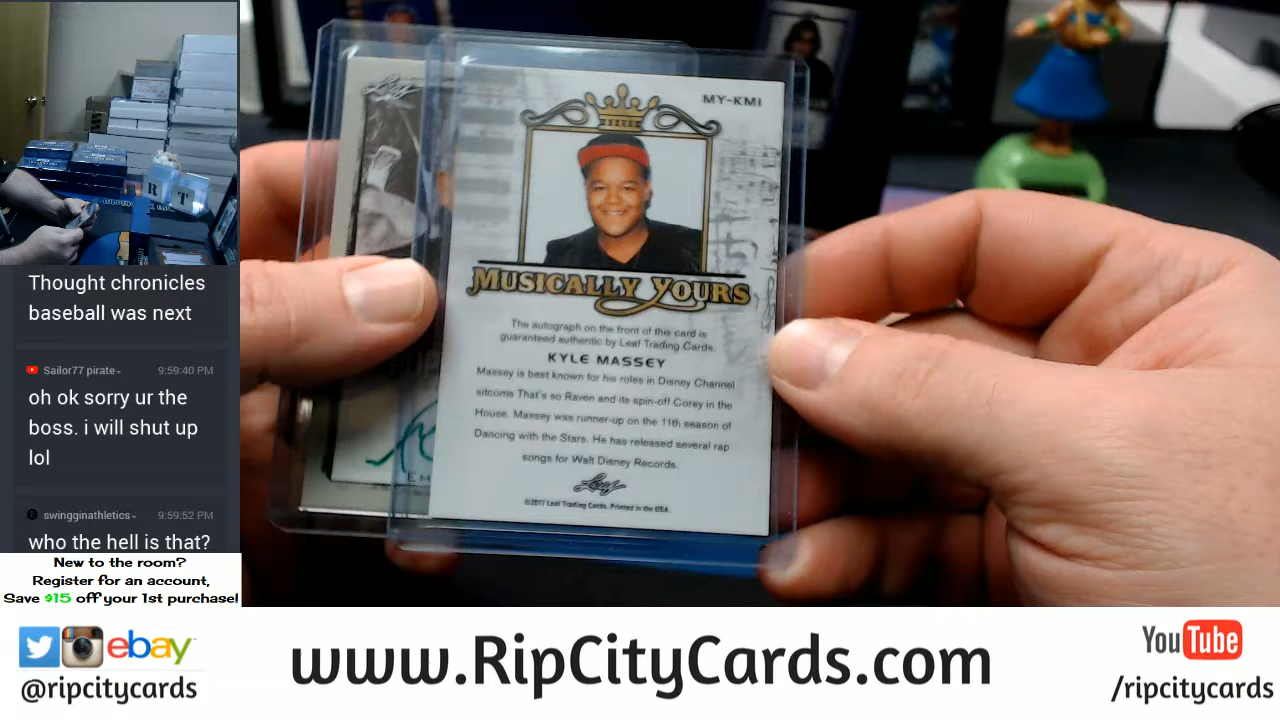 Thought chronicles
baseball was next
Sailor77 pirate
9:59:40 PM
oh ok sorry ur the
boss. i will shut up
lol
swingginathletics
9:59:52 PM
who the hell is that?
New to the room?
Register for an account,
Save $15 off your 1st purchase!
Leaf
MY-KM1
MUSICALLY YOURS
The autograph on the front of this card is
guaranteed authentic by Leaf Trading Cards.
KYLE MASSEY
Massey is best known for his roles in Disney Channel
sitcoms That's so Raven and its spin-off Corey in the
House. Massey was runner-up on the 11th season of
Dancing with the Stars. He has released several rap
songs for Walt Disney Records.
Leaf
©2017 Leaf Trading Cards. Printed in the USA.
R
T
ebay
@ripcitycards
www.RipCityCards.com
YouTube
/ripcitycards